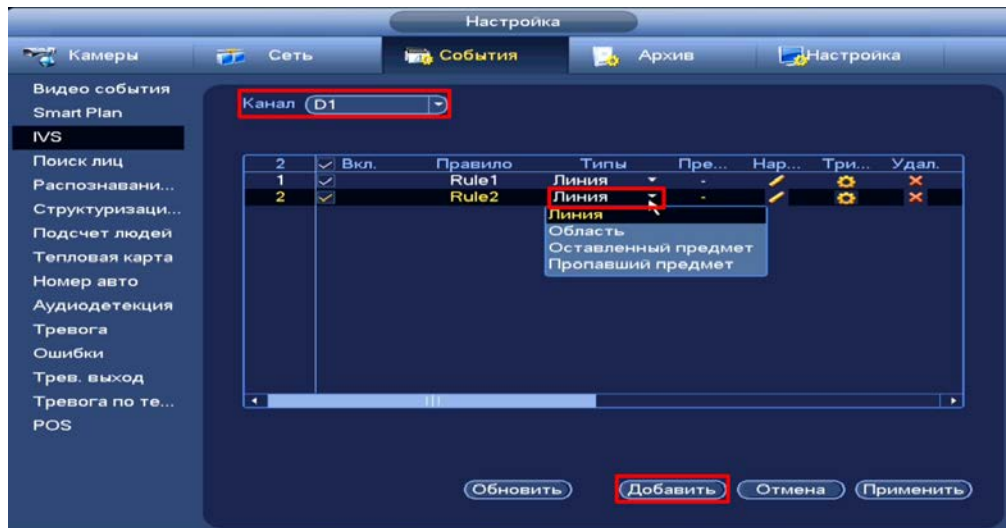 Настройка
Камеры
Сеть
События
Архив
Настройка
Видео события
Smart Plan
IVS
Поиск лиц
Распознавани...
Структуризаци...
Подсчет людей
Тепловая карта
Номер авто
Аудиодетекция
Тревога
Ошибки
Трев. выход
Тревога по те...
POS
Канал D1
2 Вкл. Правило Типы Пре... Нар... Три... Удал.
1 Rule1 Линия -
2 Rule2 Линия -
Линия
Область
Оставленный предмет
Пропавший предмет
Обновить Добавить Отмена Применить